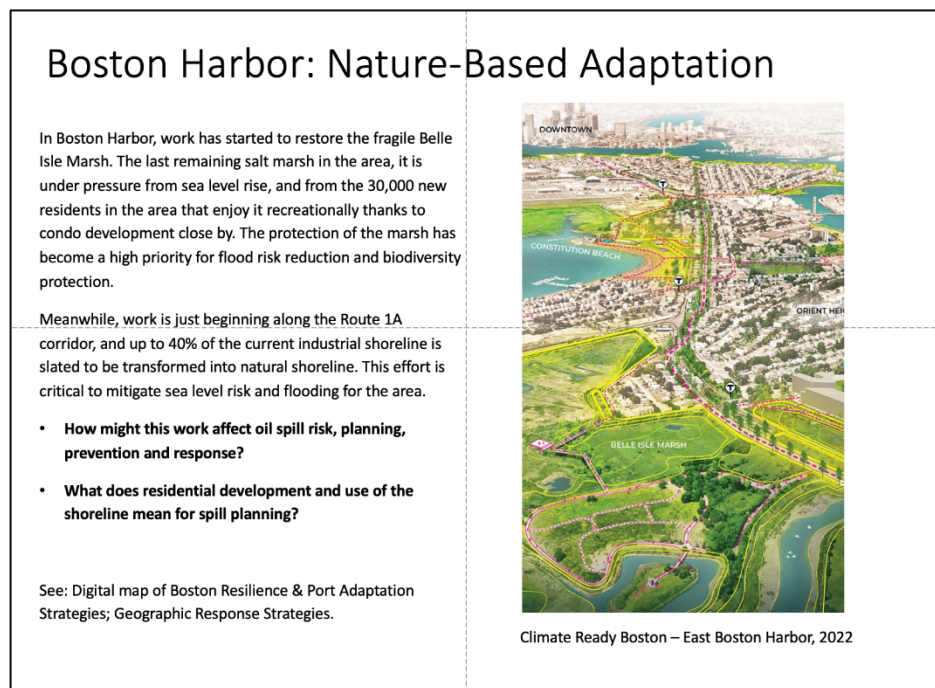 Boston Harbor: Nature-Based Adaptation
In Boston Harbor, work has started to restore the fragile Belle
Isle Marsh. The last remaining salt marsh in the area, it is
under pressure from sea level rise, and from the 30,000 new
residents in the area that enjoy it recreationally thanks to
condo development close by. The protection of the marsh has
become a high priority for flood risk reduction and biodiversity
protection.
Meanwhile, work is just beginning along the Route 1A
corridor, and up to 40% of the current industrial shoreline is
slated to be transformed into natural shoreline. This effort is
critical to mitigate sea level risk and flooding for the area.
• How might this work affect oil spill risk, planning,
prevention and response?
• What does residential development and use of the
shoreline mean for spill planning?
See: Digital map of Boston Resilience & Port Adaptation
Strategies; Geographic Response Strategies.
DOWNTOWN
T
CONSTITUTION BEACH
T
ORIENT HEI
T
BELLE ISLE MARSH
Climate Ready Boston – East Boston Harbor, 2022